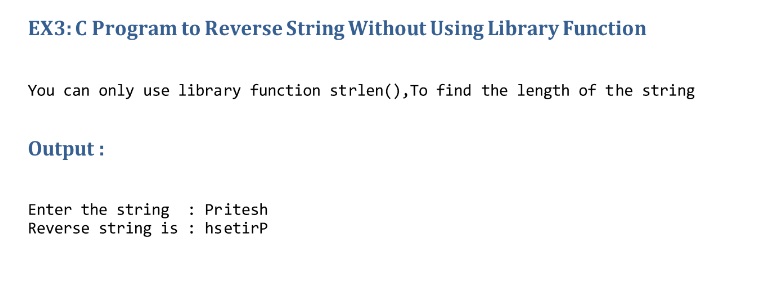 EX3: C Program to Reverse String Without Using Library Function
You can only use library function strlen(),To find the length of the string
Output :
Enter the string  : Pritesh
Reverse string is : hsetirP